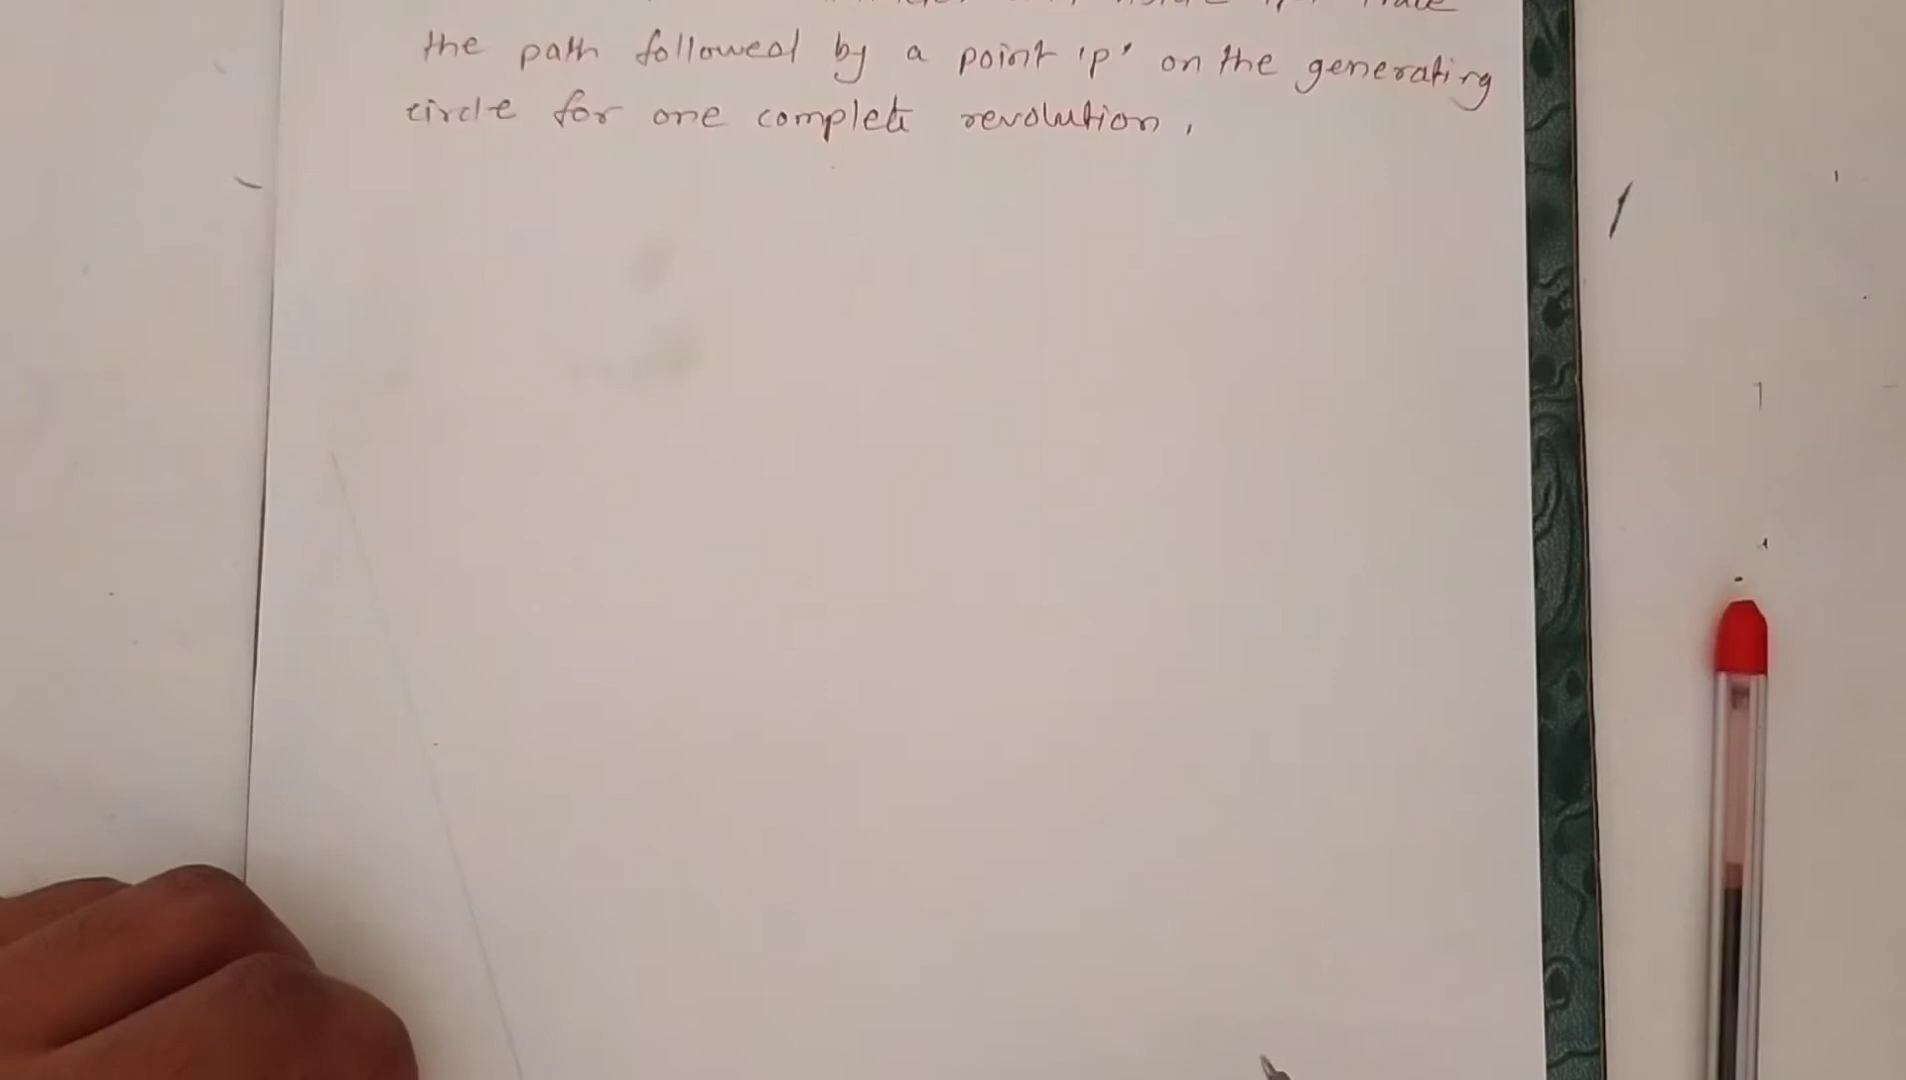 the path followed by a point 'p' on the generating
circle for one complete revolution.